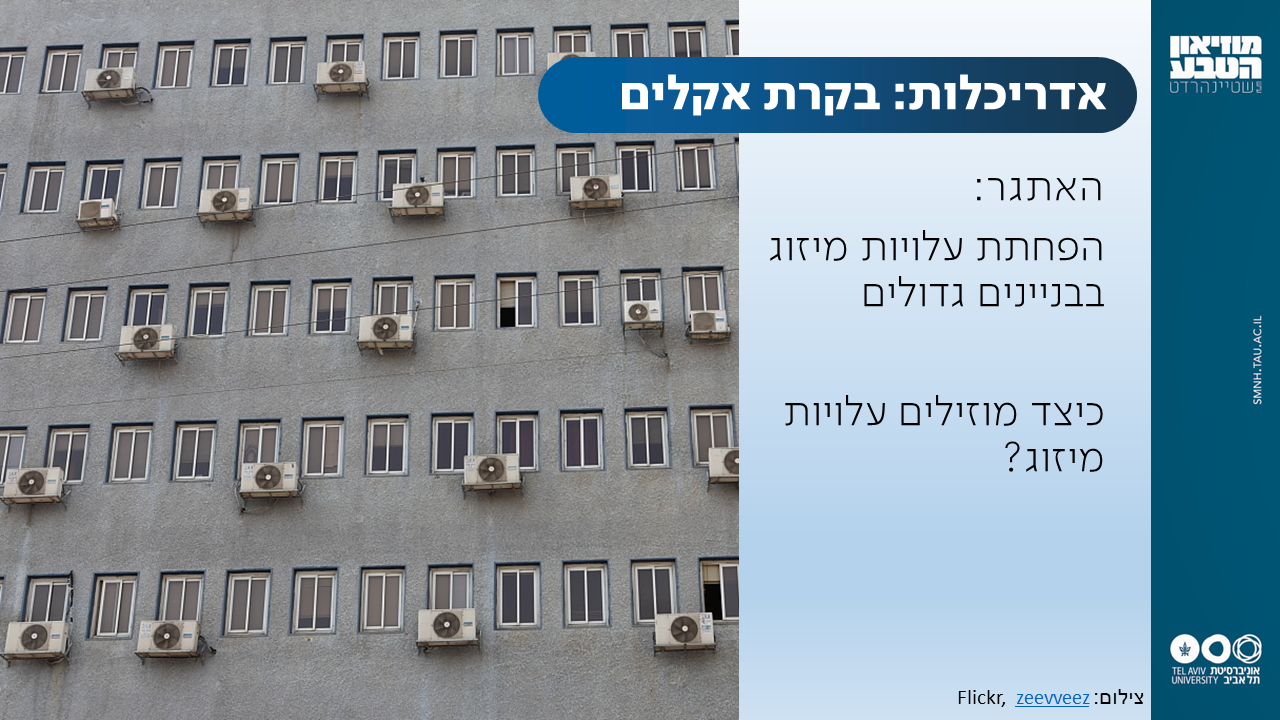 אדריכלות: בקרת אקלים
האתגר:
הפחתת עלויות מיזוג
בבניינים גדולים
כיצד מוזילים עלויות
מיזוג?
צילום: Flickr, zeevveez
מוזיאון
הטבע
ע״ש שטיינהרדט
SMNH.TAU.AC.IL
אוניברסיטת
תל אביב
TEL AVIV
UNIVERSITY